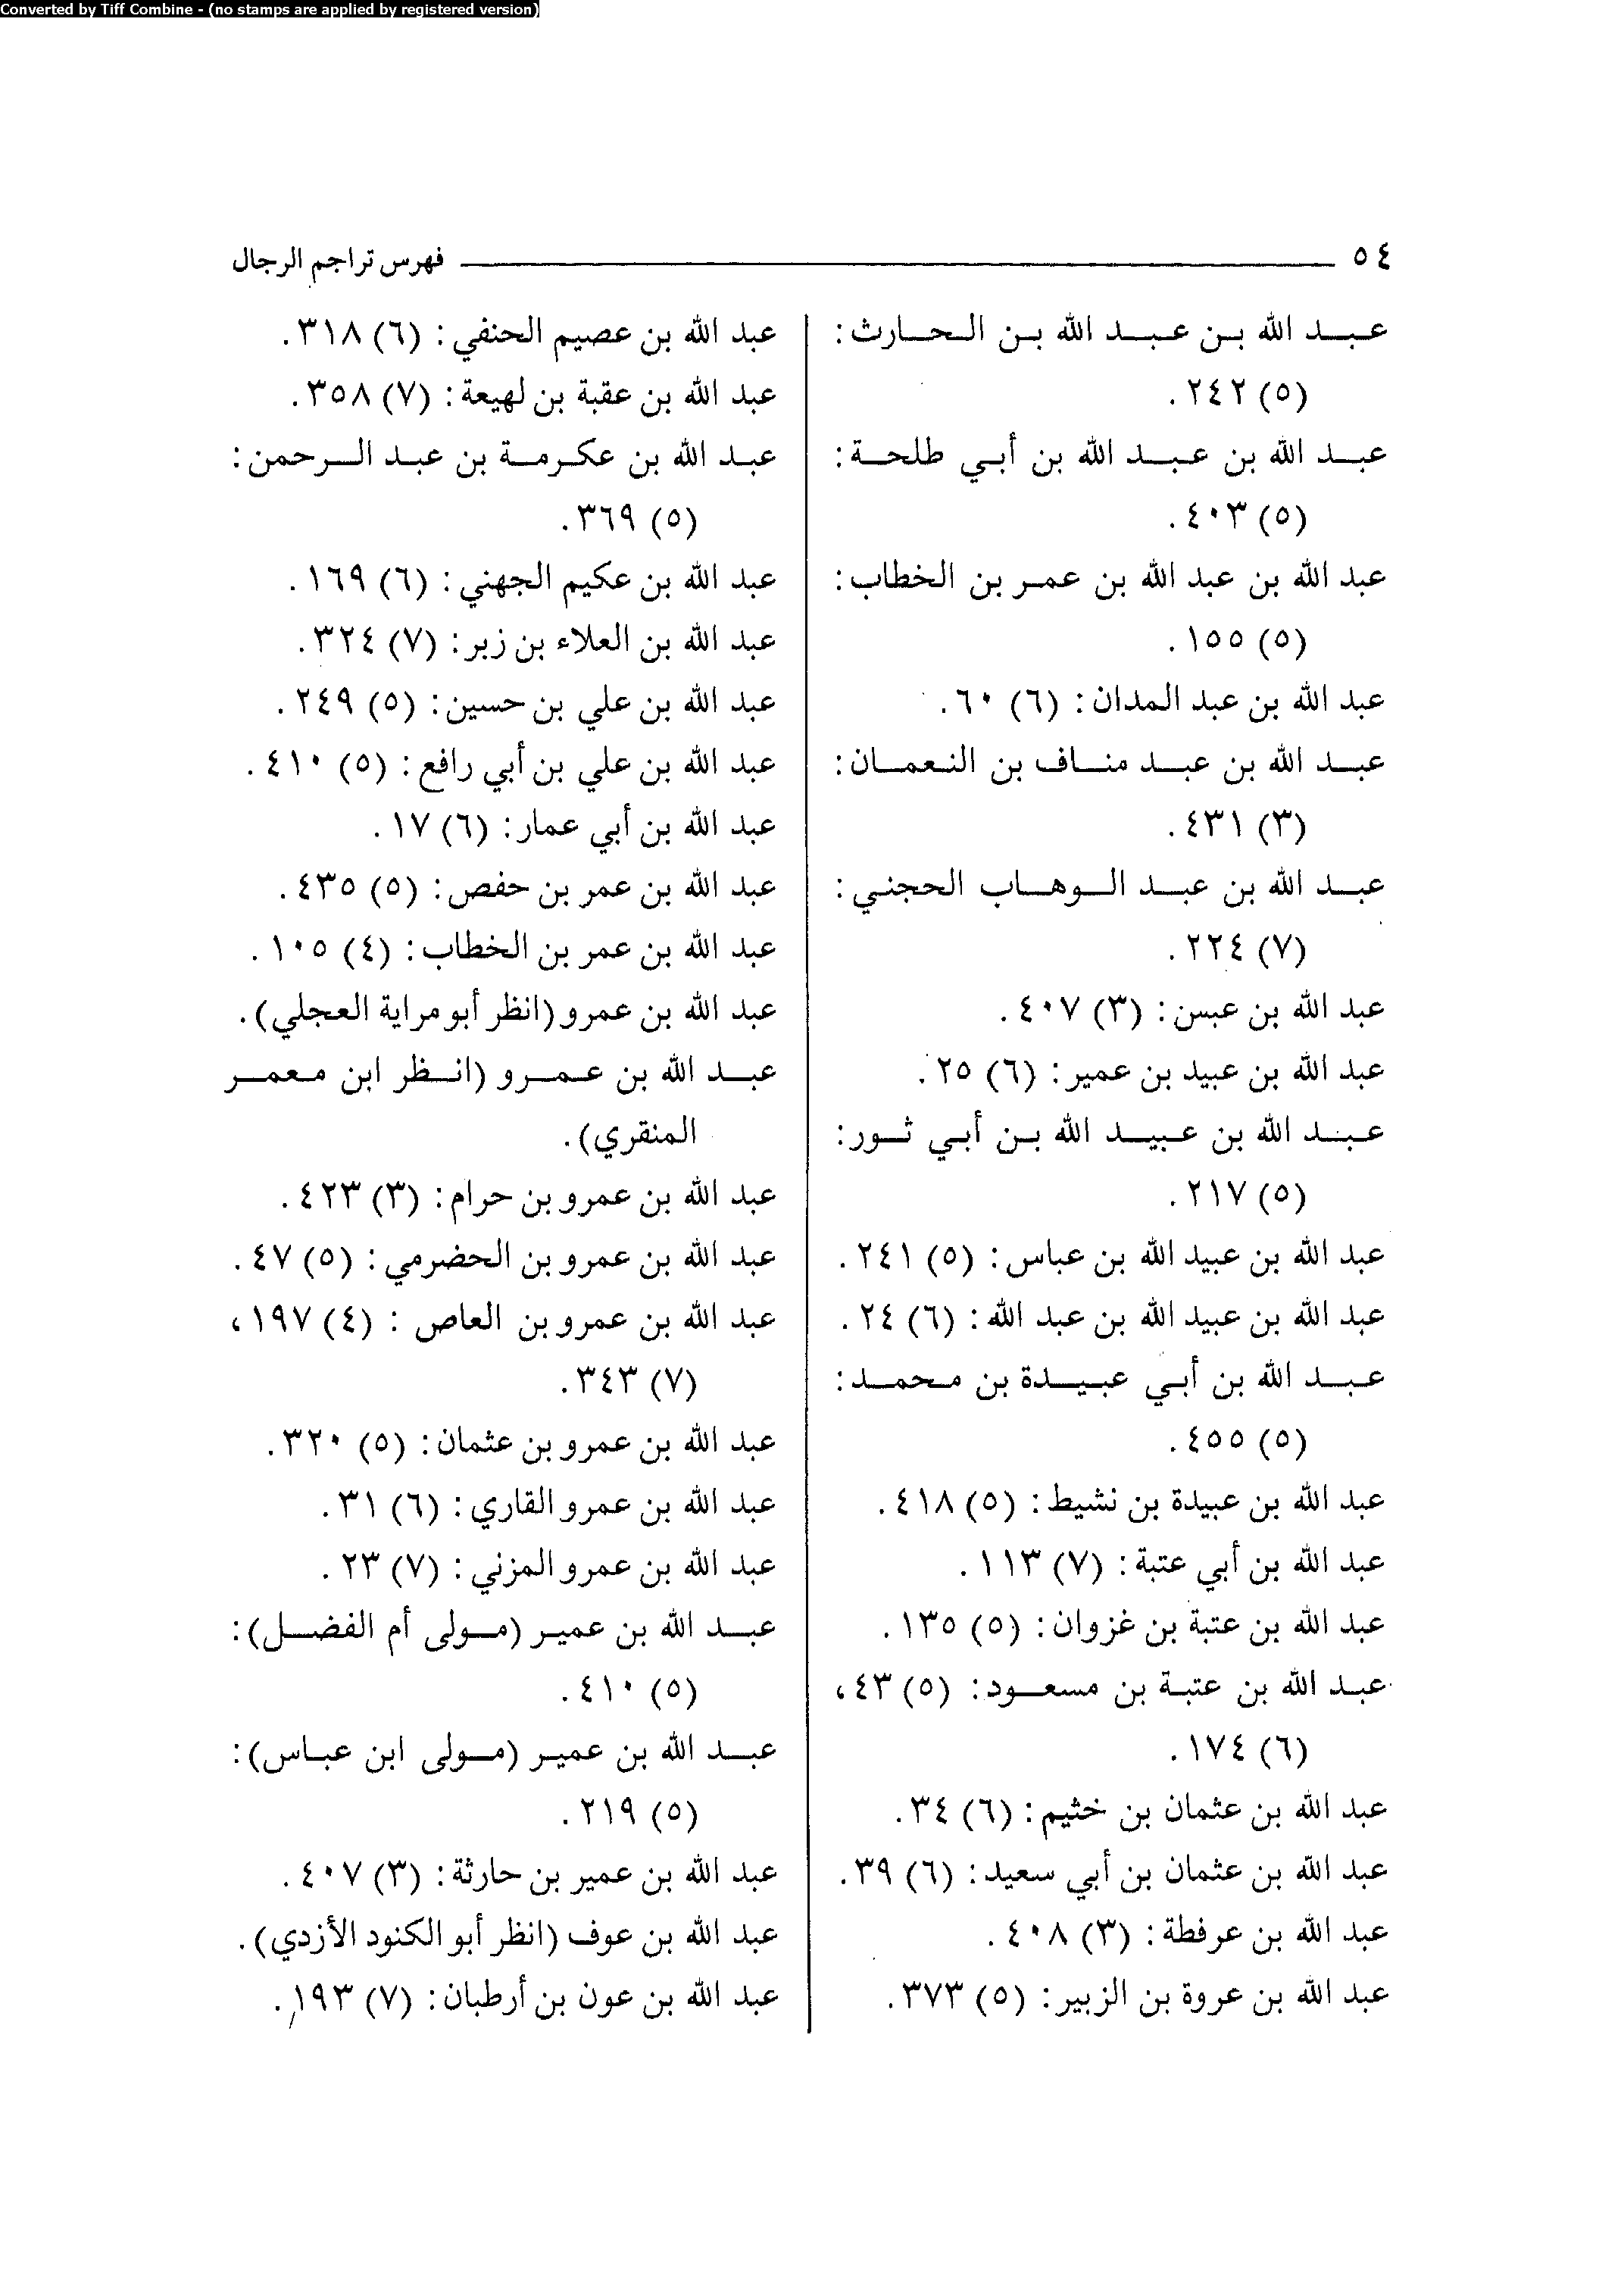 Converted by Tiff Combine - (no stamps are applied by registered version)
٥٤ فهرس تراجم الرجال
عبد الله بن عبد الله بن الحارث:
(٥) ٢٤٢.
عبد الله بن عبد الله بن أبي طلحة:
(٥) ٤٠٣.
عبد الله بن عبد الله بن عمر بن الخطاب:
(٥) ١٥٥.
عبد الله بن عبد المدان: (٦) ٦٠.
عبد الله بن عبد مناف بن النعمان:
(٣) ٤٣١.
عبد الله بن عبد الوهاب الحجني:
(٧) ٢٢٤.
عبد الله بن عبس: (٣) ٤٠٧.
عبد الله بن عبيد بن عمير: (٦) ٢٥.
عبد الله بن عبيد الله بن أبي ثور:
(٥) ٢١٧.
عبد الله بن عبيد الله بن عباس: (٥) ٢٤١.
عبد الله بن عبيد الله بن عبد الله: (٦) ٢٤.
عبد الله بن أبي عبيدة بن محمد:
(٥) ٤٥٥.
عبد الله بن عبيدة بن نشيط: (٥) ٤١٨.
عبد الله بن أبي عتبة: (٧) ١١٣.
عبد الله بن عتبة بن غزوان: (٥) ١٣٥.
عبد الله بن عتبة بن مسعود: (٥) ٤٣،
(٦) ١٧٤.
عبد الله بن عثمان بن خثيم: (٦) ٣٤.
عبد الله بن عثمان بن أبي سعيد: (٦) ٣٩.
عبد الله بن عرفطة: (٣) ٤٠٨.
عبد الله بن عروة بن الزبير: (٥) ٣٧٣.
عبد الله بن عصيم الحنفي: (٦) ٣١٨.
عبد الله بن عقبة بن لهيعة: (٧) ٣٥٨.
عبد الله بن عكرمة بن عبد الرحمن:
(٥) ٣٦٩.
عبد الله بن عكيم الجهني: (٦) ١٦٩.
عبد الله بن العلاء بن زبر: (٧) ٣٢٤.
عبد الله بن علي بن حسين: (٥) ٢٤٩.
عبد الله بن علي بن أبي رافع: (٥) ٤١٠.
عبد الله بن أبي عمار: (٦) ١٧.
عبد الله بن عمر بن حفص: (٥) ٤٣٥.
عبد الله بن عمر بن الخطاب: (٤) ١٠٥.
عبد الله بن عمرو (انظر أبو مراية العجلي).
عبد الله بن عمرو (انظر ابن معمر
المنقري).
عبد الله بن عمرو بن حرام: (٣) ٤٢٣.
عبد الله بن عمرو بن الحضرمي: (٥) ٤٧.
عبد الله بن عمرو بن العاص: (٤) ١٩٧،
(٧) ٣٤٣.
عبد الله بن عمرو بن عثمان: (٥) ٣٢٠.
عبد الله بن عمرو القاري: (٦) ٣١.
عبد الله بن عمرو المزني: (٧) ٢٣.
عبد الله بن عمير (مولى أم الفضل):
(٥) ٤١٠.
عبد الله بن عمير (مولى ابن عباس):
(٥) ٢١٩.
عبد الله بن عمير بن حارثة: (٣) ٤٠٧.
عبد الله بن عوف (انظر أبو الكنود الأزدي).
عبد الله بن عون بن أرطبان: (٧) ١٩٣.